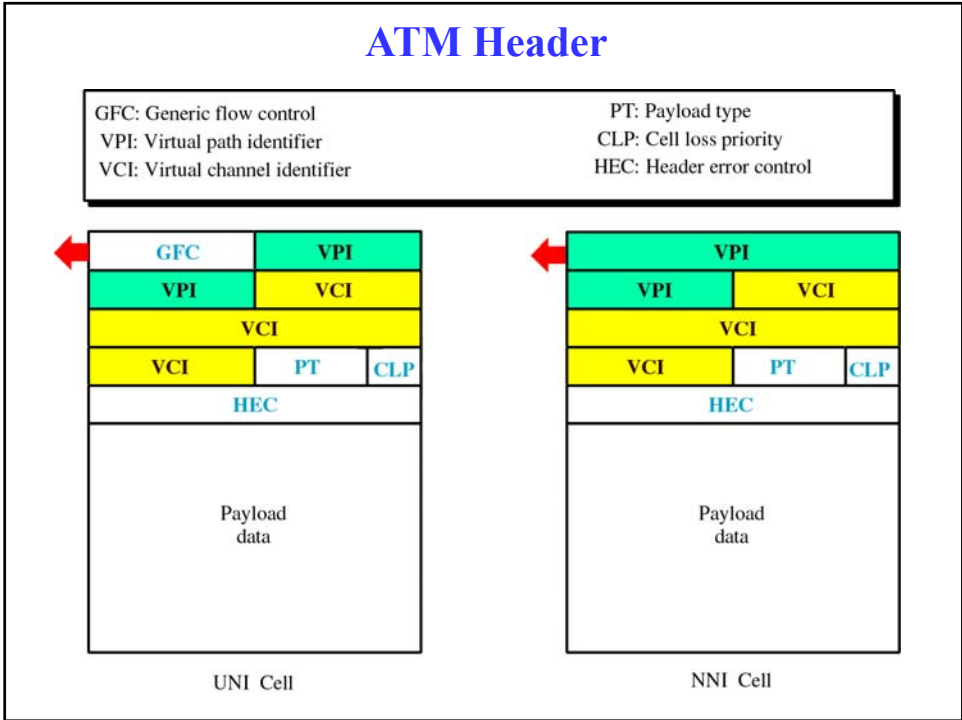 ATM Header
GFC: Generic flow control
VPI: Virtual path identifier
VCI: Virtual channel identifier
PT: Payload type
CLP: Cell loss priority
HEC: Header error control
GFC VPI
VPI VCI
VCI
VCI PT CLP
HEC
Payload
data
UNI Cell
VPI
VPI VCI
VCI
VCI PT CLP
HEC
Payload
data
NNI Cell